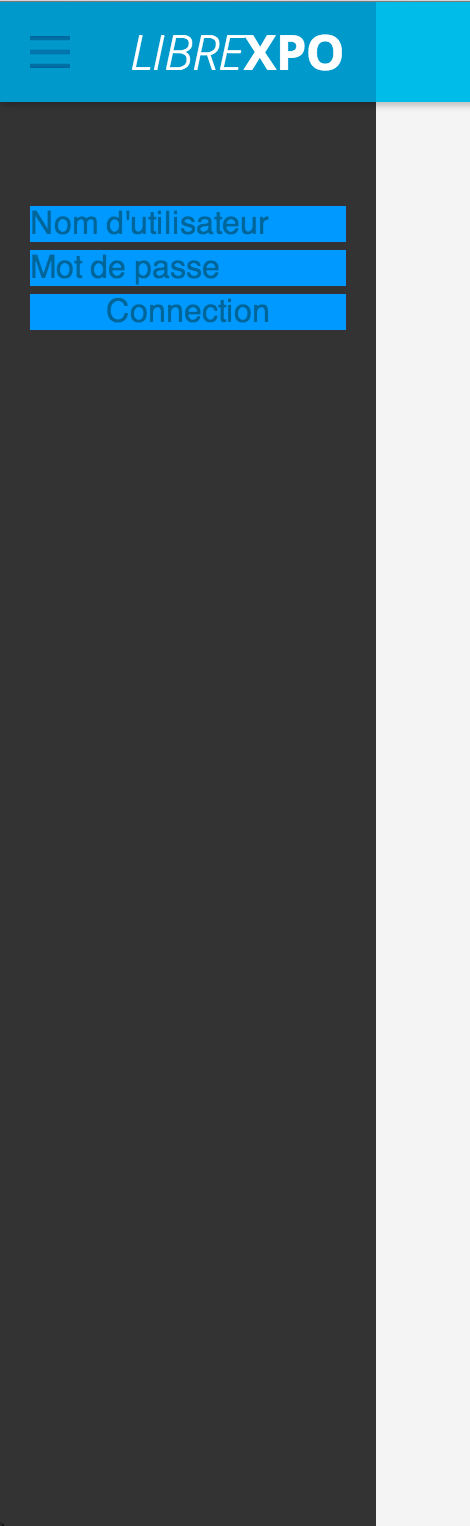 LIBREXPO
Nom d'utilisateur
Mot de passe
Connection